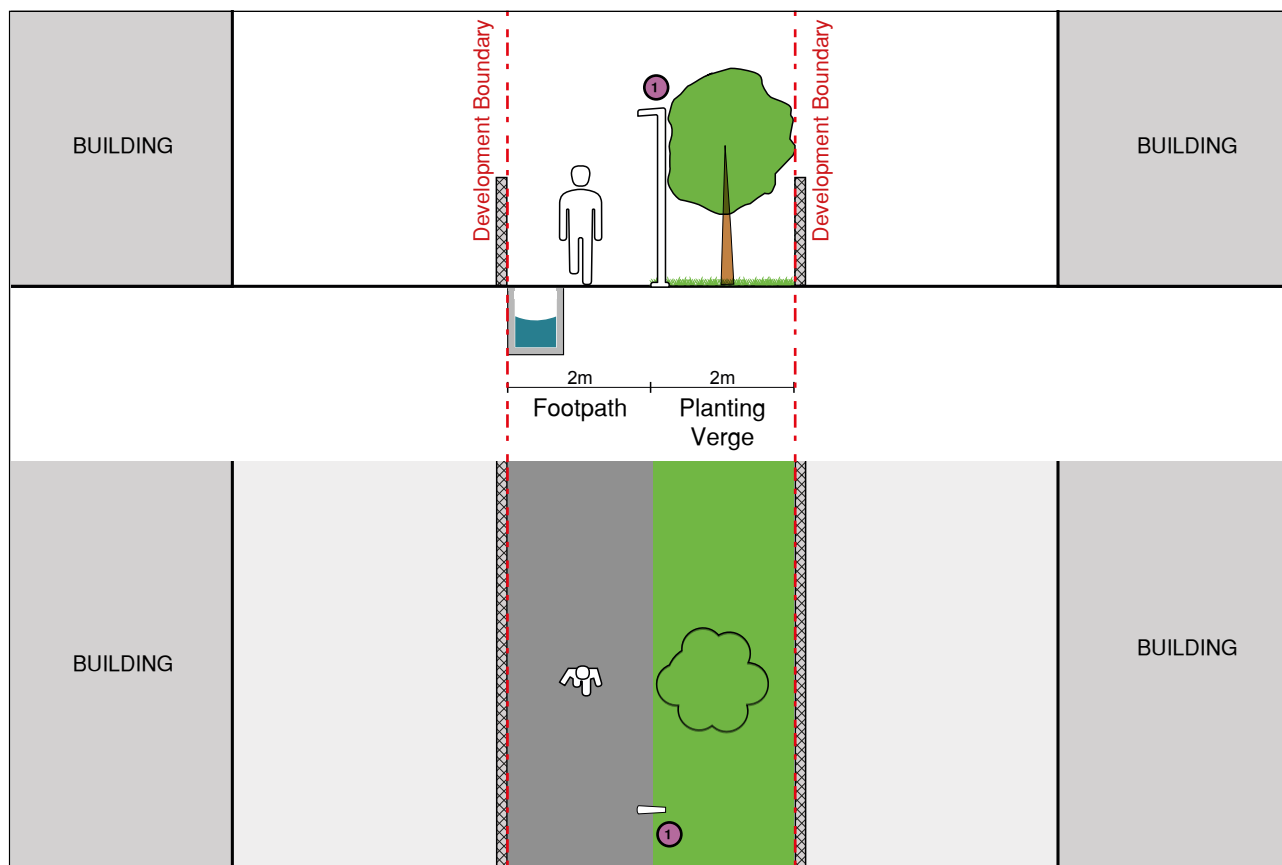 BUILDING
Development Boundary
1
Development Boundary
BUILDING
2m
2m
Footpath
Planting
Verge
BUILDING
BUILDING
1